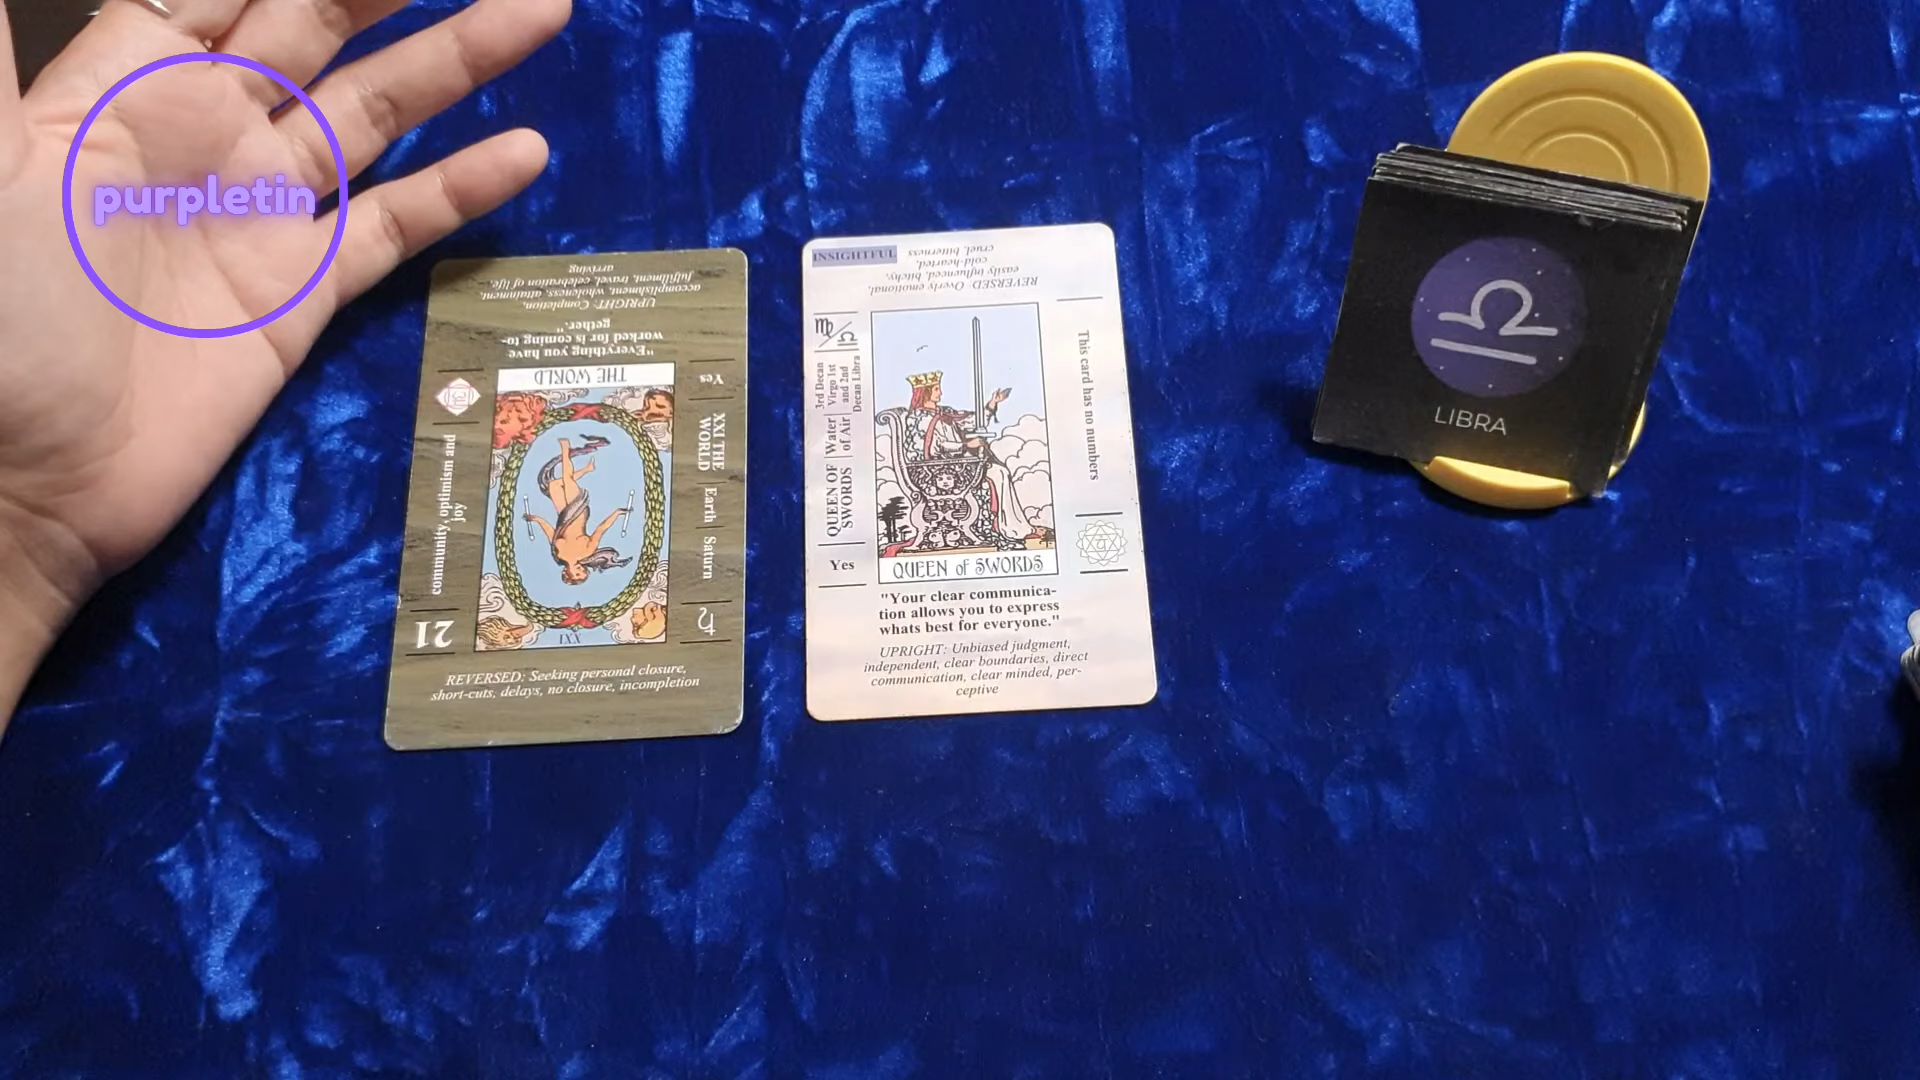 purpletin
UPRIGHT: Completion,
accomplishment, wholeness, attainment,
fulfillment, travel, celebration of life,
arriving
"Everything you have
worked for is coming to-
gether."
THE WORLD
Yes
XXI THE
WORLD
Earth
Saturn
community, optimism and
joy
21
XXI
REVERSED: Seeking personal closure,
short-cuts, delays, no closure, incompletion
INSIGHTFUL
REVERSED: Overly emotional,
easily influenced, bitchy,
cold-hearted,
cruel, bitterness
3rd Decan
Virgo 1st
and 2nd
Decan Libra
Water
of Air
QUEEN OF
SWORDS
Yes
This card has no numbers
QUEEN of SWORDS
"Your clear communica-
tion allows you to express
whats best for everyone."
UPRIGHT: Unbiased judgment,
independent, clear boundaries, direct
communication, clear minded, per-
ceptive
LIBRA